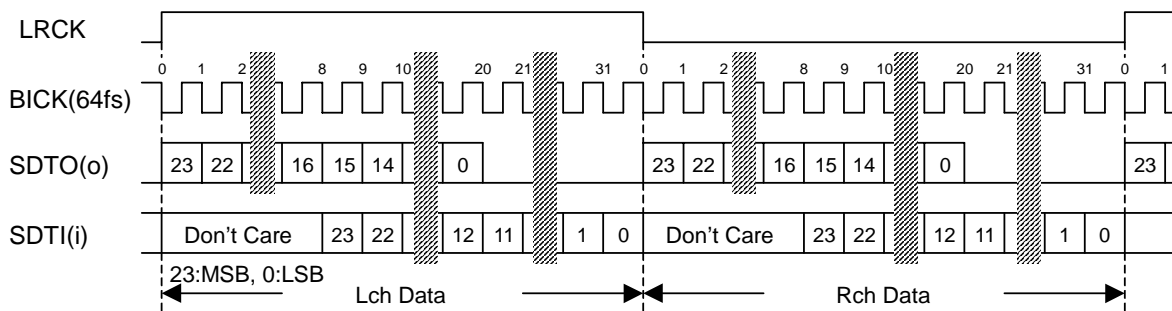 LRCK
0 1 2 8 9 10 20 21 31 0 1 2 8 9 10 20 21 31 0 1
BICK(64fs)
SDTO(o) 23 22 16 15 14 0 23 22 16 15 14 0 23
SDTI(i) Don't Care 23 22 12 11 1 0 Don't Care 23 22 12 11 1 0
23:MSB, 0:LSB
Lch Data Rch Data